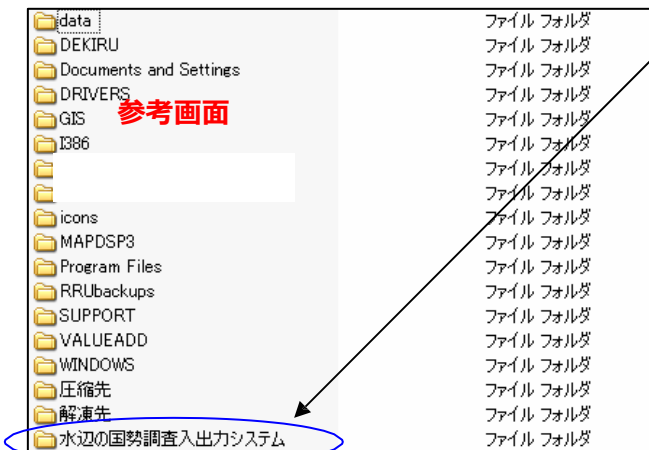 data ファイル フォルダ
DEKIRU ファイル フォルダ
Documents and Settings ファイル フォルダ
DRIVERS ファイル フォルダ
参考画面
GIS ファイル フォルダ
I386 ファイル フォルダ
ファイル フォルダ
ファイル フォルダ
icons ファイル フォルダ
MAPDSP3 ファイル フォルダ
Program Files ファイル フォルダ
RRUbackups ファイル フォルダ
SUPPORT ファイル フォルダ
VALUEADD ファイル フォルダ
WINDOWS ファイル フォルダ
圧縮先 ファイル フォルダ
解凍先 ファイル フォルダ
水辺の国勢調査入出力システム ファイル フォルダ